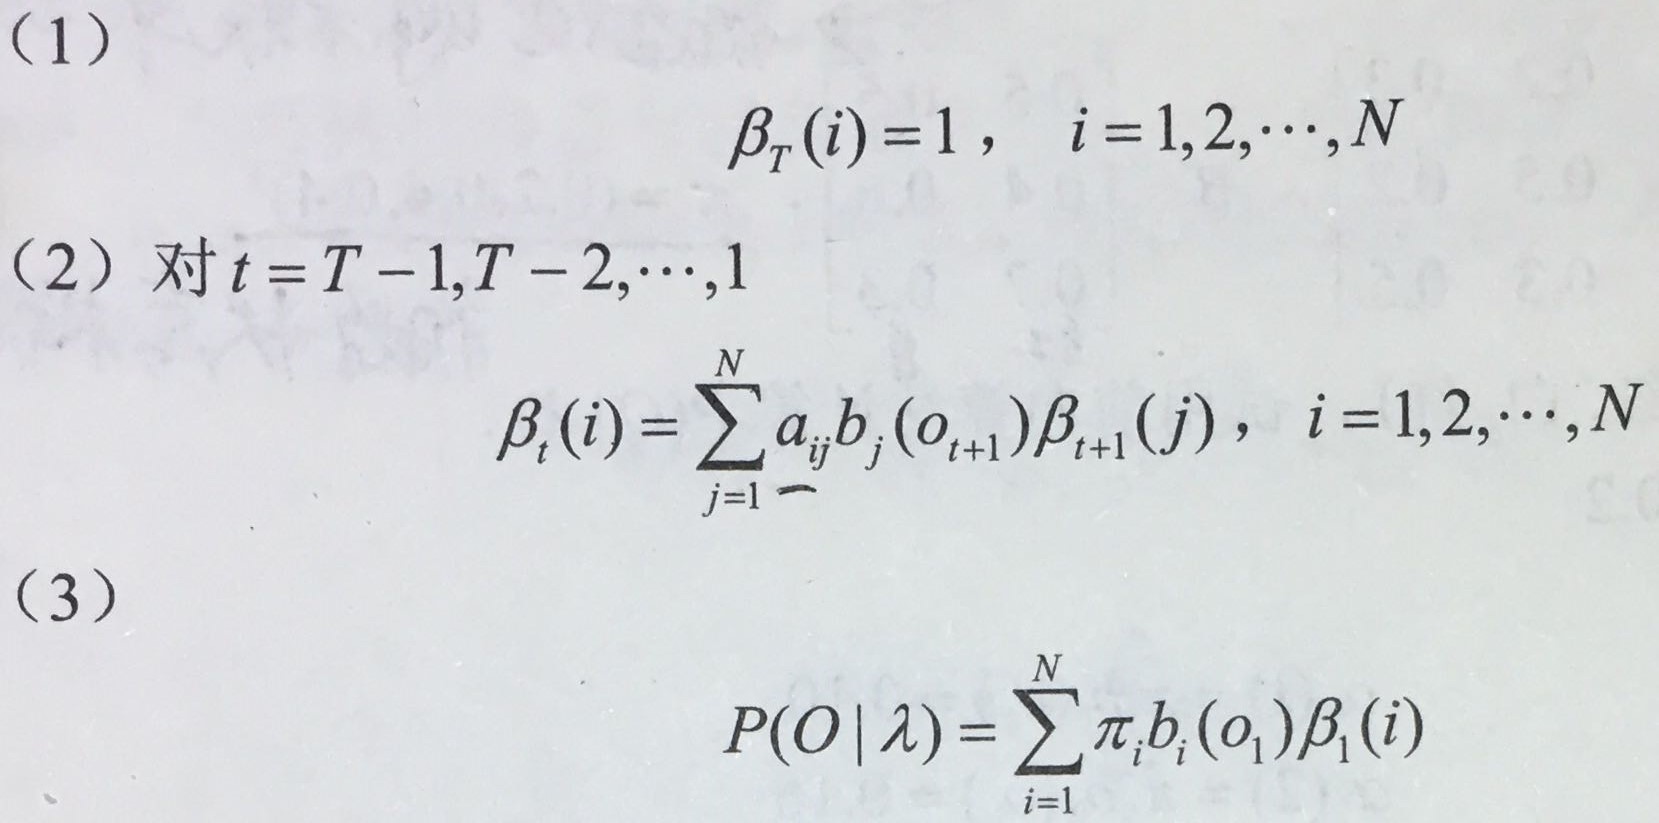 （1）
β_T(i) = 1， i = 1,2,⋯,N
（2）对 t = T − 1,T − 2,⋯,1
β_t(i) = ∑_{j=1}^{N} a_{ij} b_j(o_{t+1}) β_{t+1}(j)， i = 1,2,⋯,N
（3）
P(O | λ) = ∑_{i=1}^{N} π_i b_i(o_1) β_1(i)